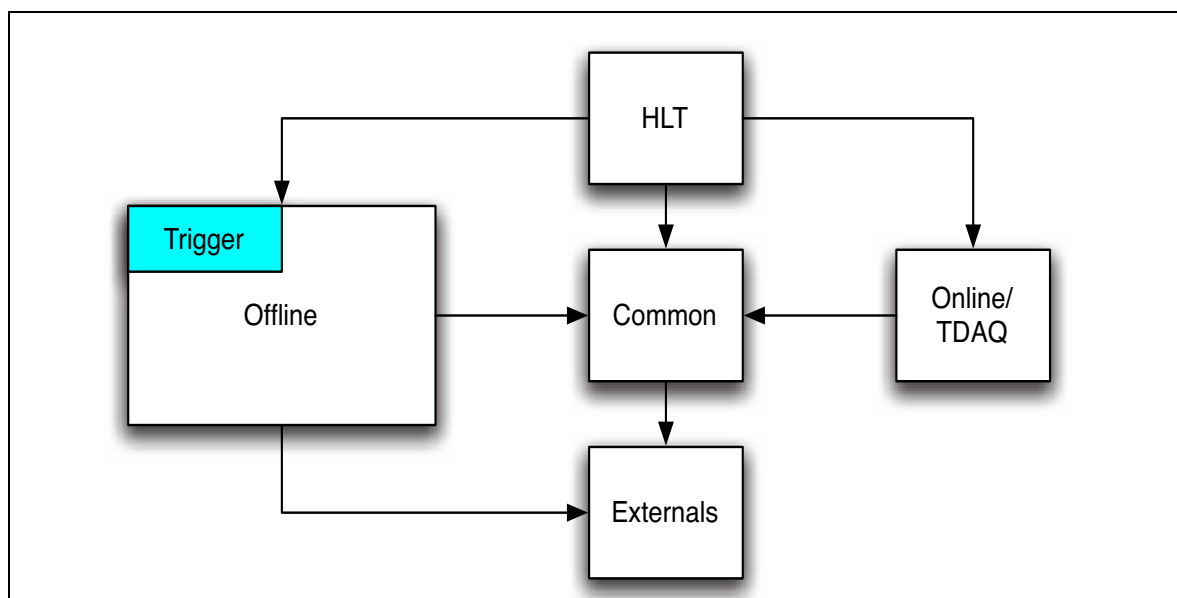 HLT
Trigger
Offline
Common
Online/
TDAQ
Externals